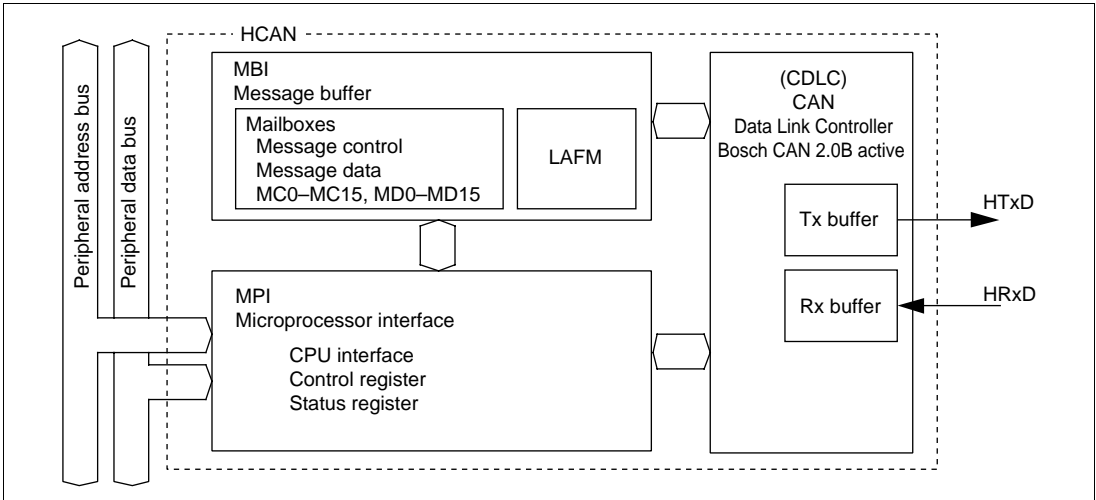 HCAN
Peripheral address bus
Peripheral data bus
MBI
Message buffer
Mailboxes
Message control
Message data
MC0–MC15, MD0–MD15
LAFM
(CDLC)
CAN
Data Link Controller
Bosch CAN 2.0B active
Tx buffer
HTxD
Rx buffer
HRxD
MPI
Microprocessor interface
CPU interface
Control register
Status register